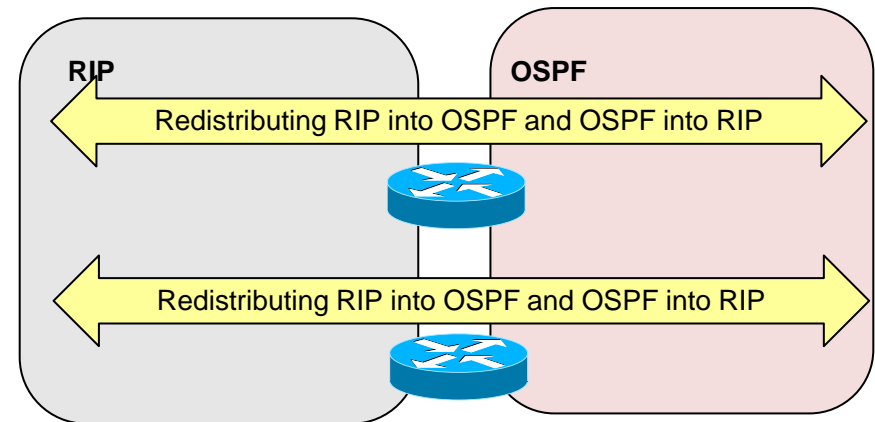 RIP
OSPF
Redistributing RIP into OSPF and OSPF into RIP
Redistributing RIP into OSPF and OSPF into RIP